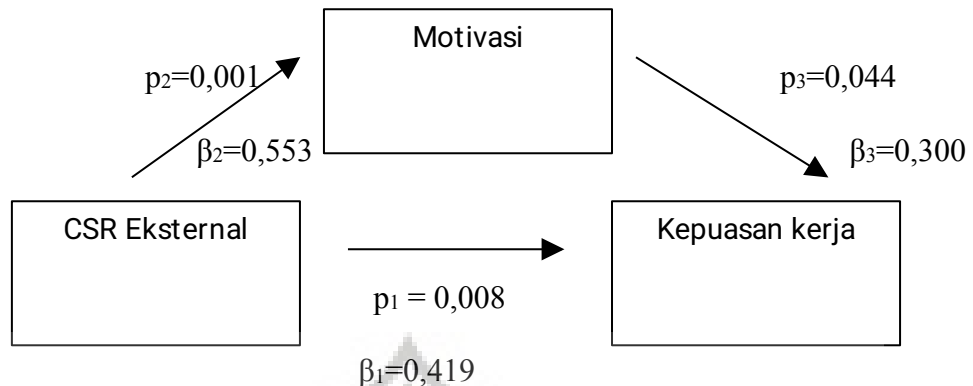 Motivasi
p2=0,001
p3=0,044
β2=0,553
β3=0,300
CSR Eksternal
Kepuasan kerja
p1 = 0,008
β1=0,419